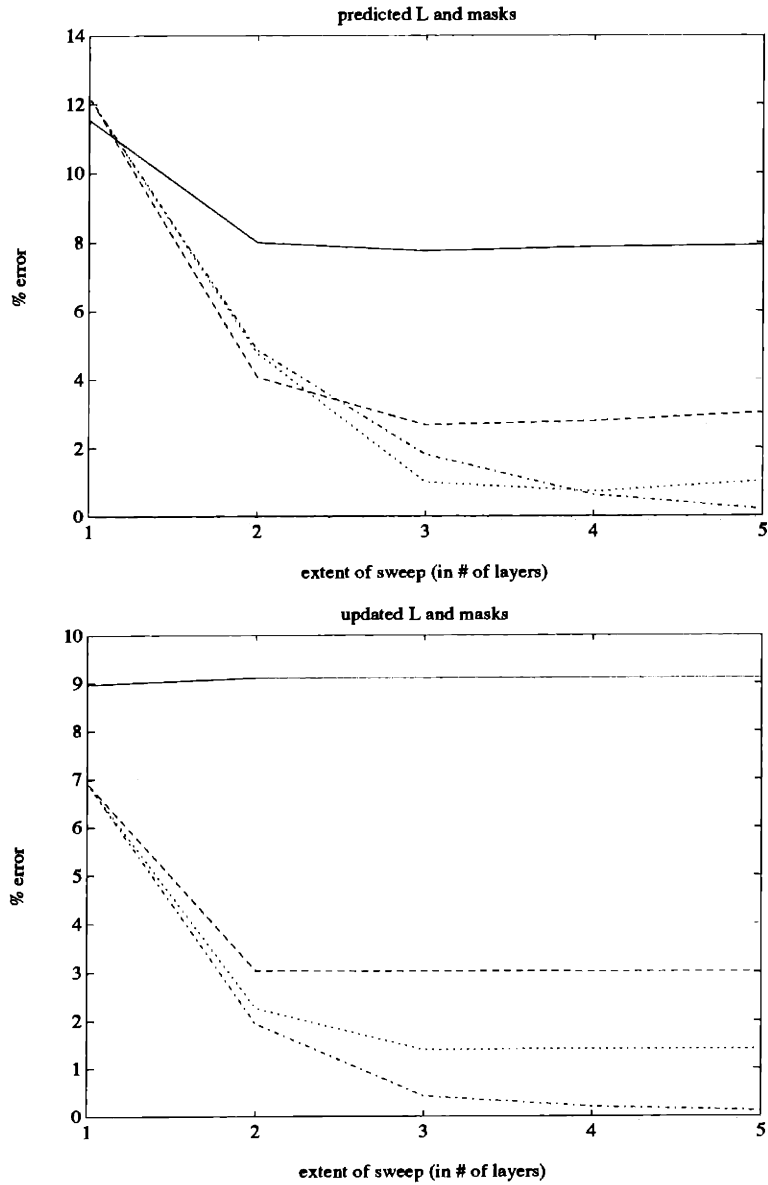 predicted L and masks
14
12
10
8
6
4
2
0
% error
1 2 3 4 5
extent of sweep (in # of layers)
updated L and masks
10
9
8
7
6
5
4
3
2
1
0
% error
1 2 3 4 5
extent of sweep (in # of layers)